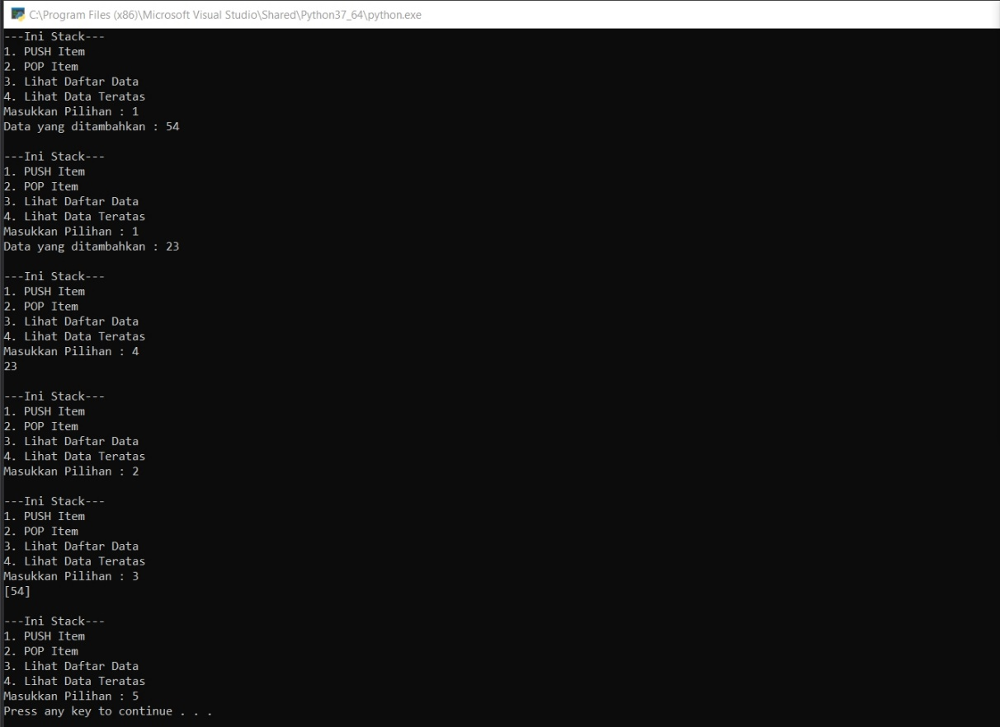 C:\Program Files (x86)\Microsoft Visual Studio\Shared\Python37_64\python.exe
---Ini Stack---
1. PUSH Item
2. POP Item
3. Lihat Daftar Data
4. Lihat Data Teratas
Masukkan Pilihan : 1
Data yang ditambahkan : 54
---Ini Stack---
1. PUSH Item
2. POP Item
3. Lihat Daftar Data
4. Lihat Data Teratas
Masukkan Pilihan : 1
Data yang ditambahkan : 23
---Ini Stack---
1. PUSH Item
2. POP Item
3. Lihat Daftar Data
4. Lihat Data Teratas
Masukkan Pilihan : 4
23
---Ini Stack---
1. PUSH Item
2. POP Item
3. Lihat Daftar Data
4. Lihat Data Teratas
Masukkan Pilihan : 2
---Ini Stack---
1. PUSH Item
2. POP Item
3. Lihat Daftar Data
4. Lihat Data Teratas
Masukkan Pilihan : 3
[54]
---Ini Stack---
1. PUSH Item
2. POP Item
3. Lihat Daftar Data
4. Lihat Data Teratas
Masukkan Pilihan : 5
Press any key to continue . . .